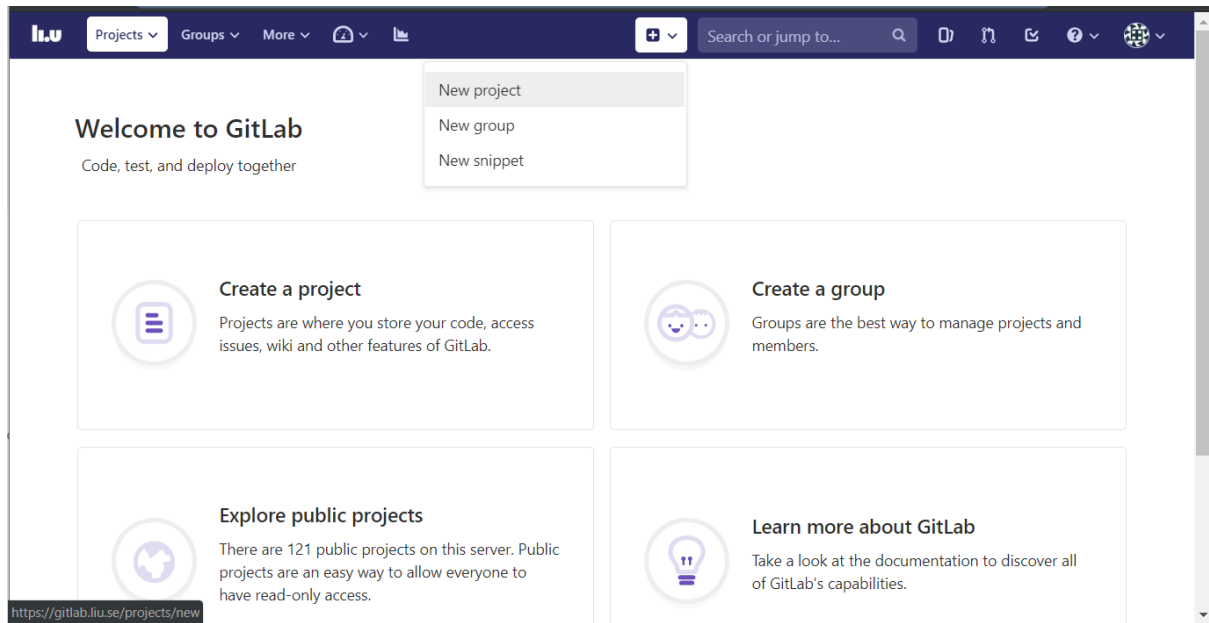 li.u Projects Groups More Search or jump to...
New project
New group
New snippet
Welcome to GitLab
Code, test, and deploy together
Create a project
Projects are where you store your code, access
issues, wiki and other features of GitLab.
Create a group
Groups are the best way to manage projects and
members.
Explore public projects
There are 121 public projects on this server. Public
projects are an easy way to allow everyone to
have read-only access.
Learn more about GitLab
Take a look at the documentation to discover all
of GitLab's capabilities.
https://gitlab.liu.se/projects/new